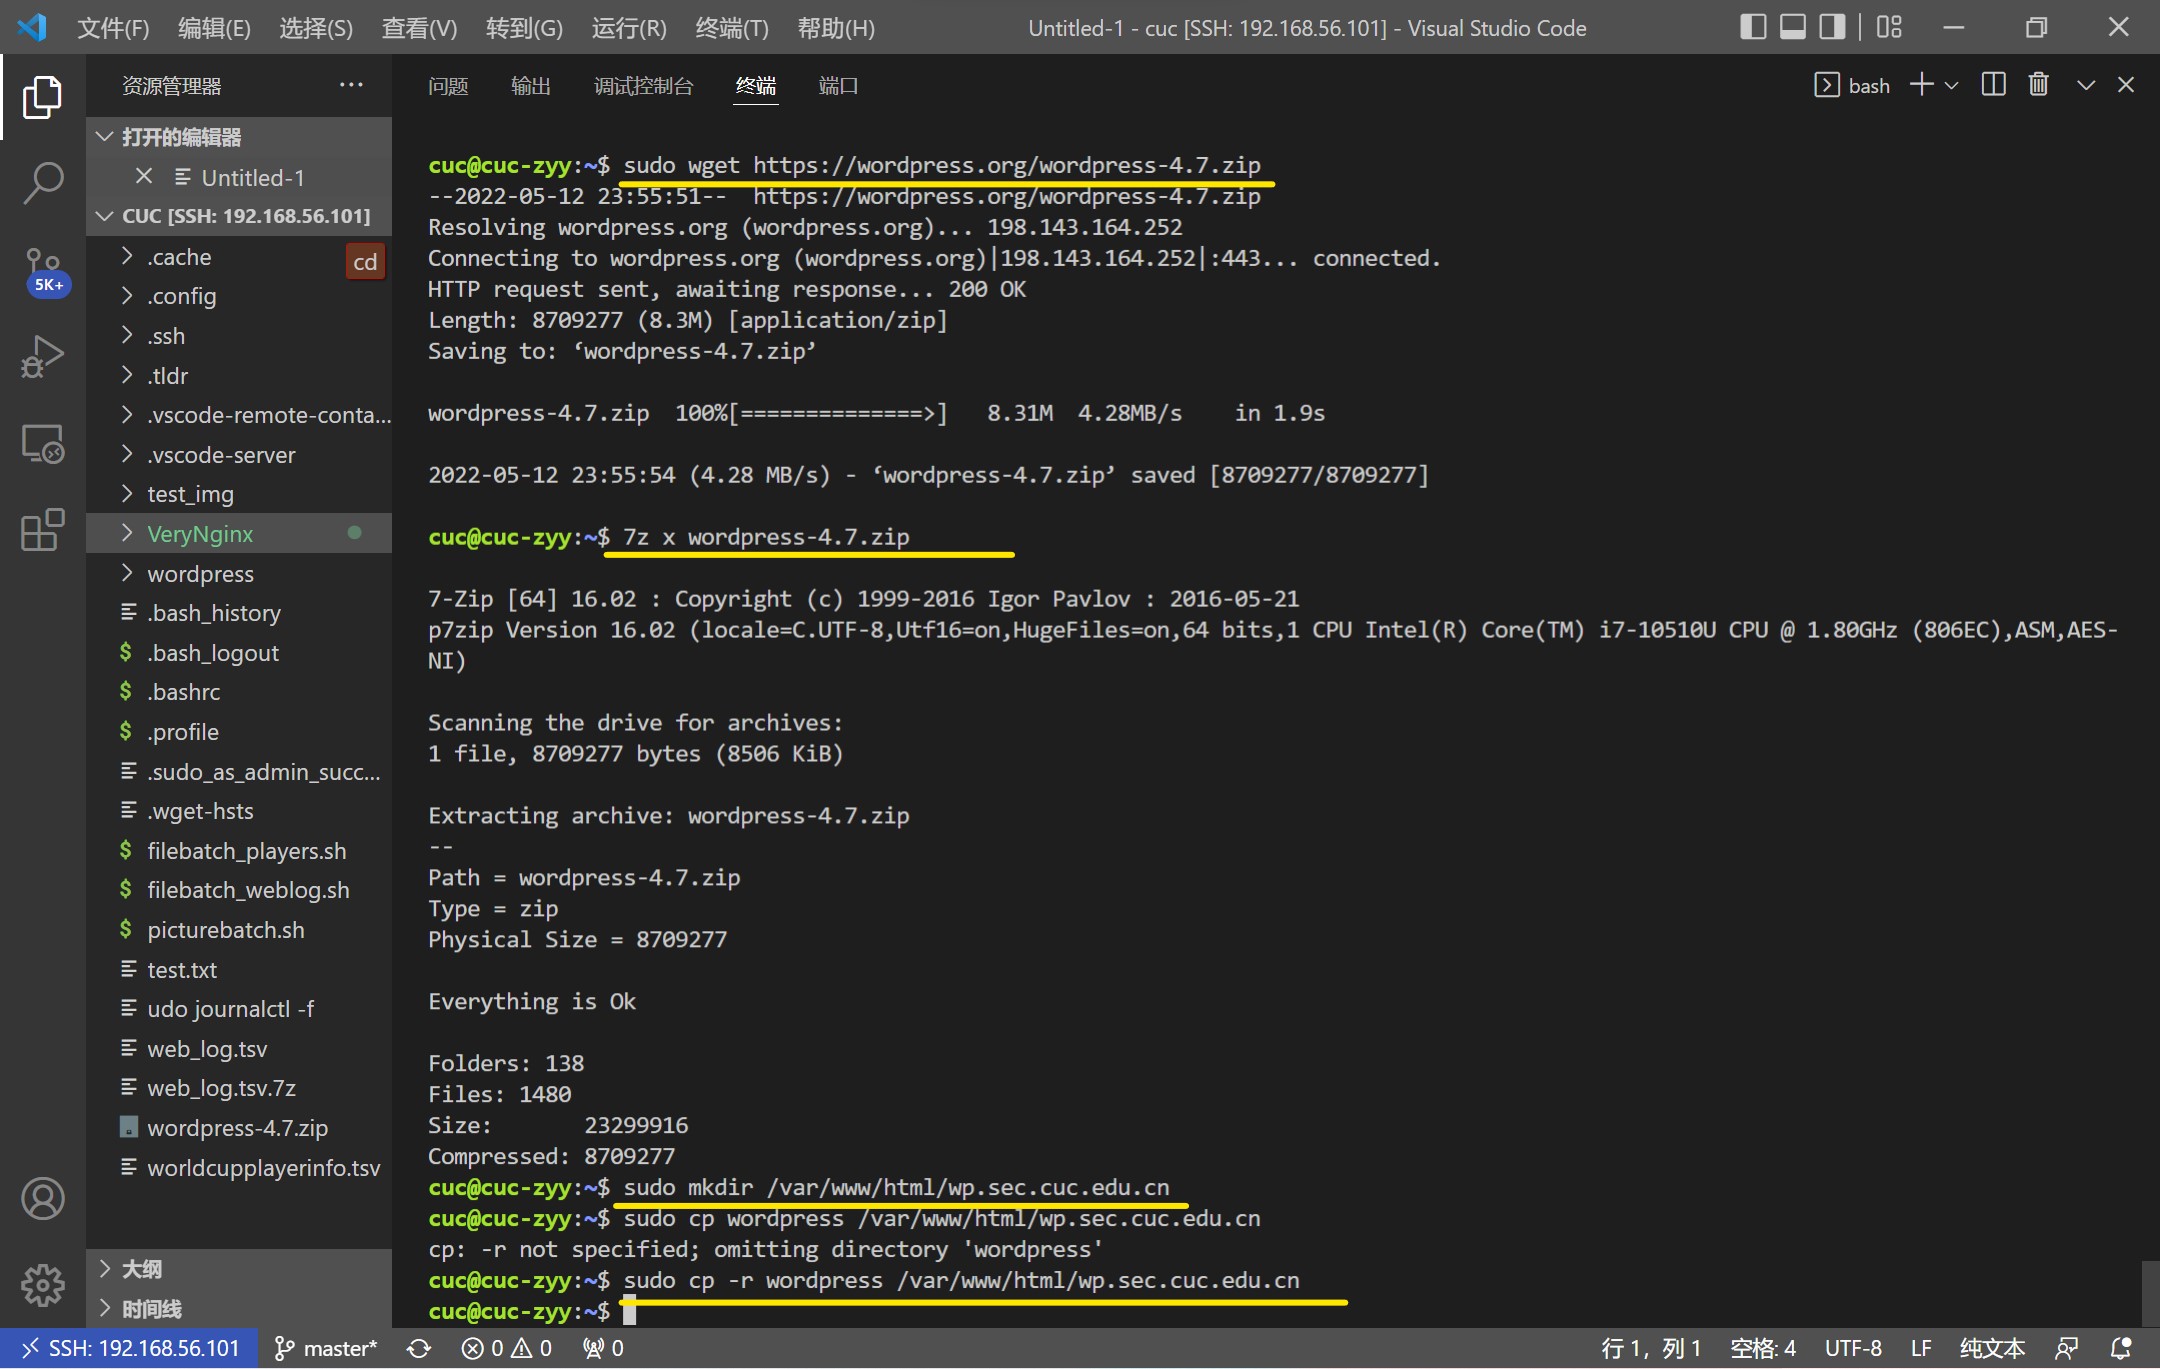 文件(F) 编辑(E) 选择(S) 查看(V) 转到(G) 运行(R) 终端(T) 帮助(H) Untitled-1 - cuc [SSH: 192.168.56.101] - Visual Studio Code
资源管理器 ···
打开的编辑器
Untitled-1
CUC [SSH: 192.168.56.101]
.cache
cd
.config
.ssh
.tldr
.vscode-remote-conta...
.vscode-server
test_img
VeryNginx
wordpress
.bash_history
.bash_logout
.bashrc
.profile
.sudo_as_admin_succ...
.wget-hsts
filebatch_players.sh
filebatch_weblog.sh
picturebatch.sh
test.txt
udo journalctl -f
web_log.tsv
web_log.tsv.7z
wordpress-4.7.zip
worldcupplayerinfo.tsv
大纲
时间线
5K+
问题 输出 调试控制台 终端 端口 bash
cuc@cuc-zyy:~$ sudo wget https://wordpress.org/wordpress-4.7.zip
--2022-05-12 23:55:51--  https://wordpress.org/wordpress-4.7.zip
Resolving wordpress.org (wordpress.org)... 198.143.164.252
Connecting to wordpress.org (wordpress.org)|198.143.164.252|:443... connected.
HTTP request sent, awaiting response... 200 OK
Length: 8709277 (8.3M) [application/zip]
Saving to: ‘wordpress-4.7.zip’
wordpress-4.7.zip  100%[==============>]   8.31M  4.28MB/s    in 1.9s
2022-05-12 23:55:54 (4.28 MB/s) - ‘wordpress-4.7.zip’ saved [8709277/8709277]
cuc@cuc-zyy:~$ 7z x wordpress-4.7.zip
7-Zip [64] 16.02 : Copyright (c) 1999-2016 Igor Pavlov : 2016-05-21
p7zip Version 16.02 (locale=C.UTF-8,Utf16=on,HugeFiles=on,64 bits,1 CPU Intel(R) Core(TM) i7-10510U CPU @ 1.80GHz (806EC),ASM,AES-
NI)
Scanning the drive for archives:
1 file, 8709277 bytes (8506 KiB)
Extracting archive: wordpress-4.7.zip
--
Path = wordpress-4.7.zip
Type = zip
Physical Size = 8709277
Everything is Ok
Folders: 138
Files: 1480
Size:       23299916
Compressed: 8709277
cuc@cuc-zyy:~$ sudo mkdir /var/www/html/wp.sec.cuc.edu.cn
cuc@cuc-zyy:~$ sudo cp wordpress /var/www/html/wp.sec.cuc.edu.cn
cp: -r not specified; omitting directory 'wordpress'
cuc@cuc-zyy:~$ sudo cp -r wordpress /var/www/html/wp.sec.cuc.edu.cn
cuc@cuc-zyy:~$
SSH: 192.168.56.101 master* 0 0 0 行 1, 列 1 空格: 4 UTF-8 LF 纯文本